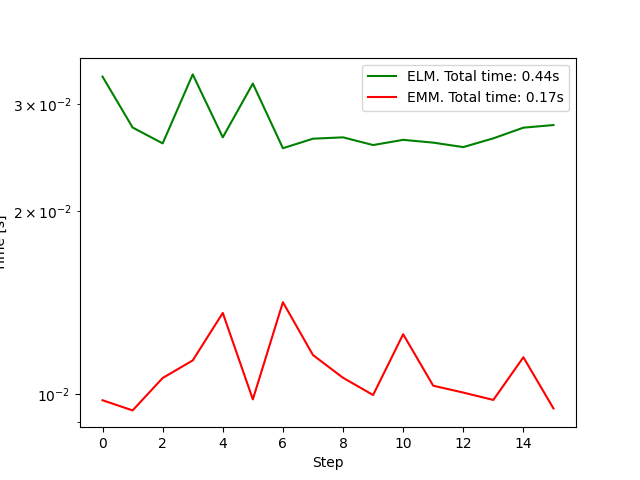 ELM. Total time: 0.44s
EMM. Total time: 0.17s
3 × 10⁻²
2 × 10⁻²
10⁻²
[s]
0 2 4 6 8 10 12 14
Step